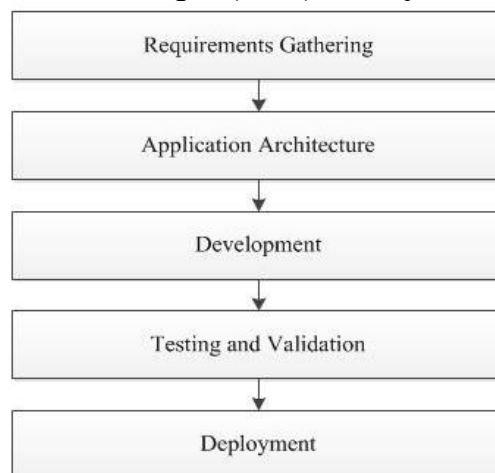 Requirements Gathering
Application Architecture
Development
Testing and Validation
Deployment